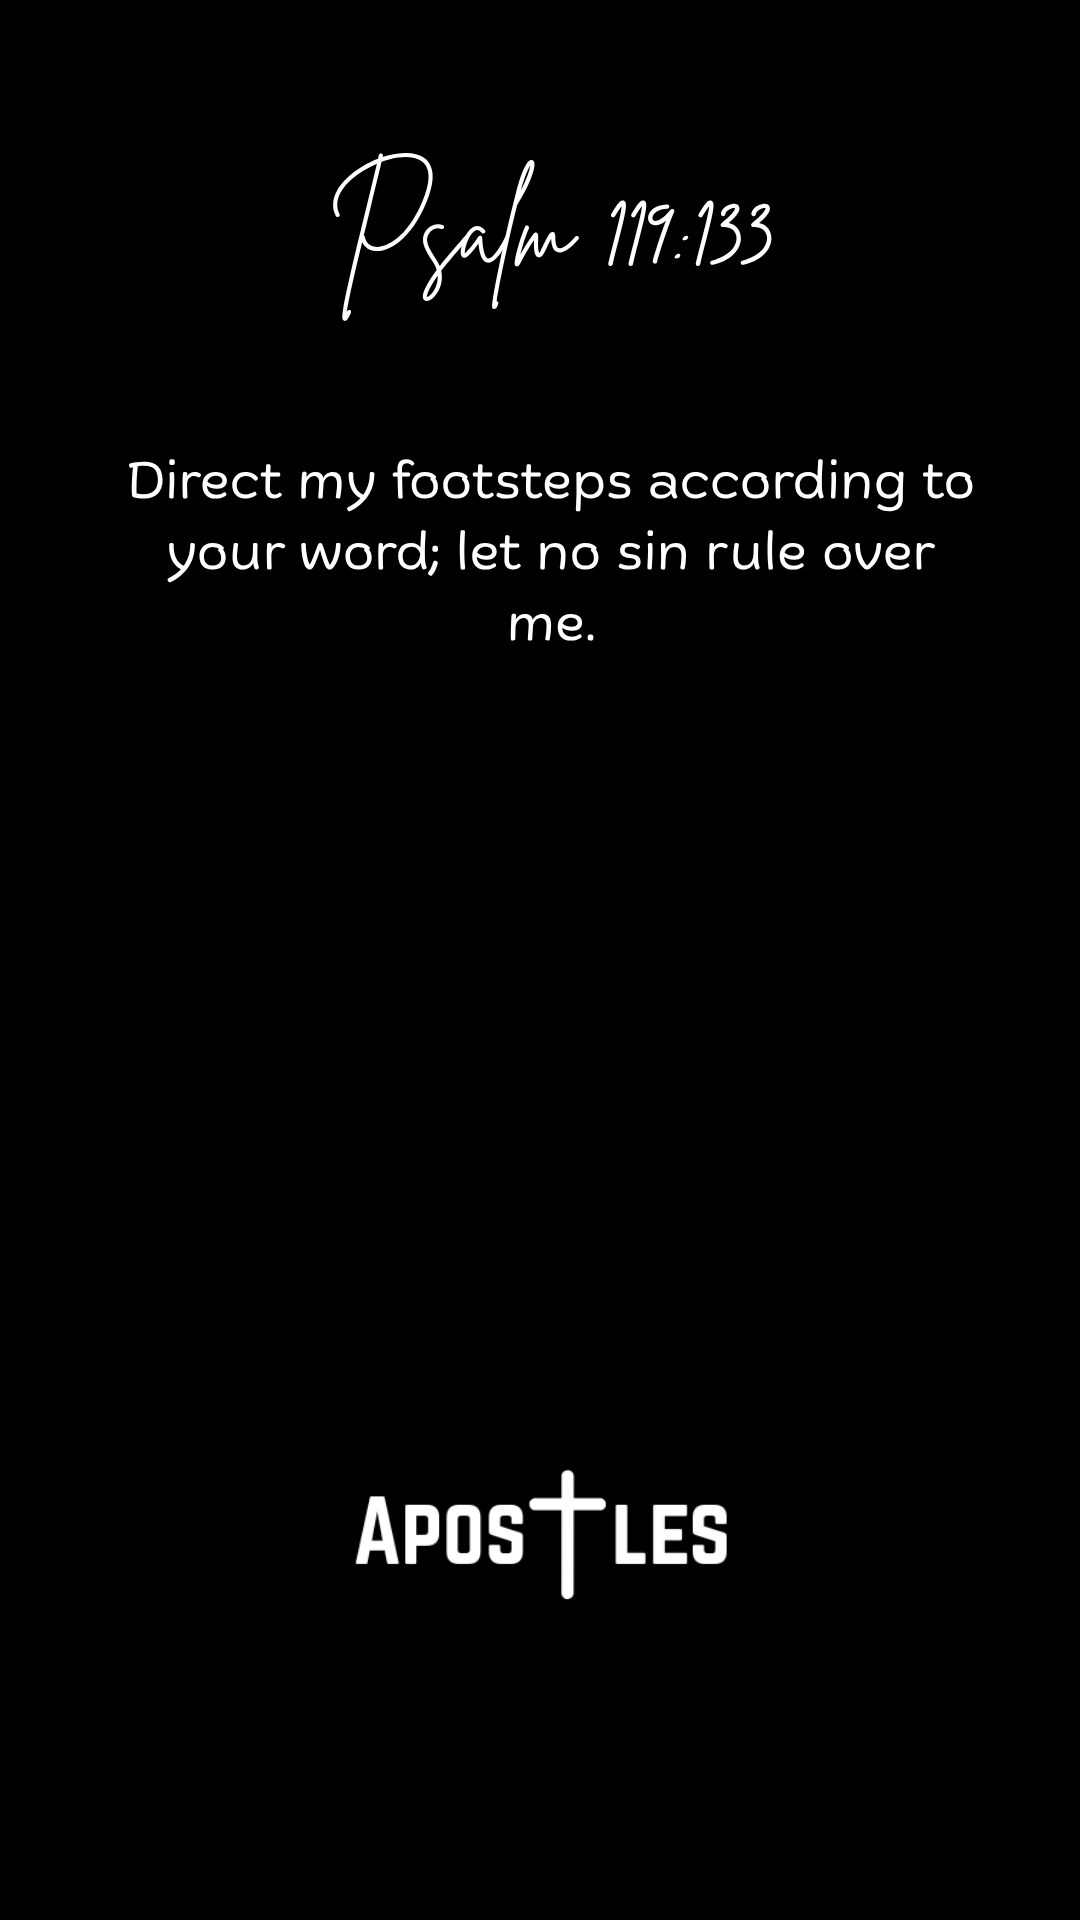 Psalm 119:133
Direct my footsteps according to
your word; let no sin rule over
me.
APOSTLES